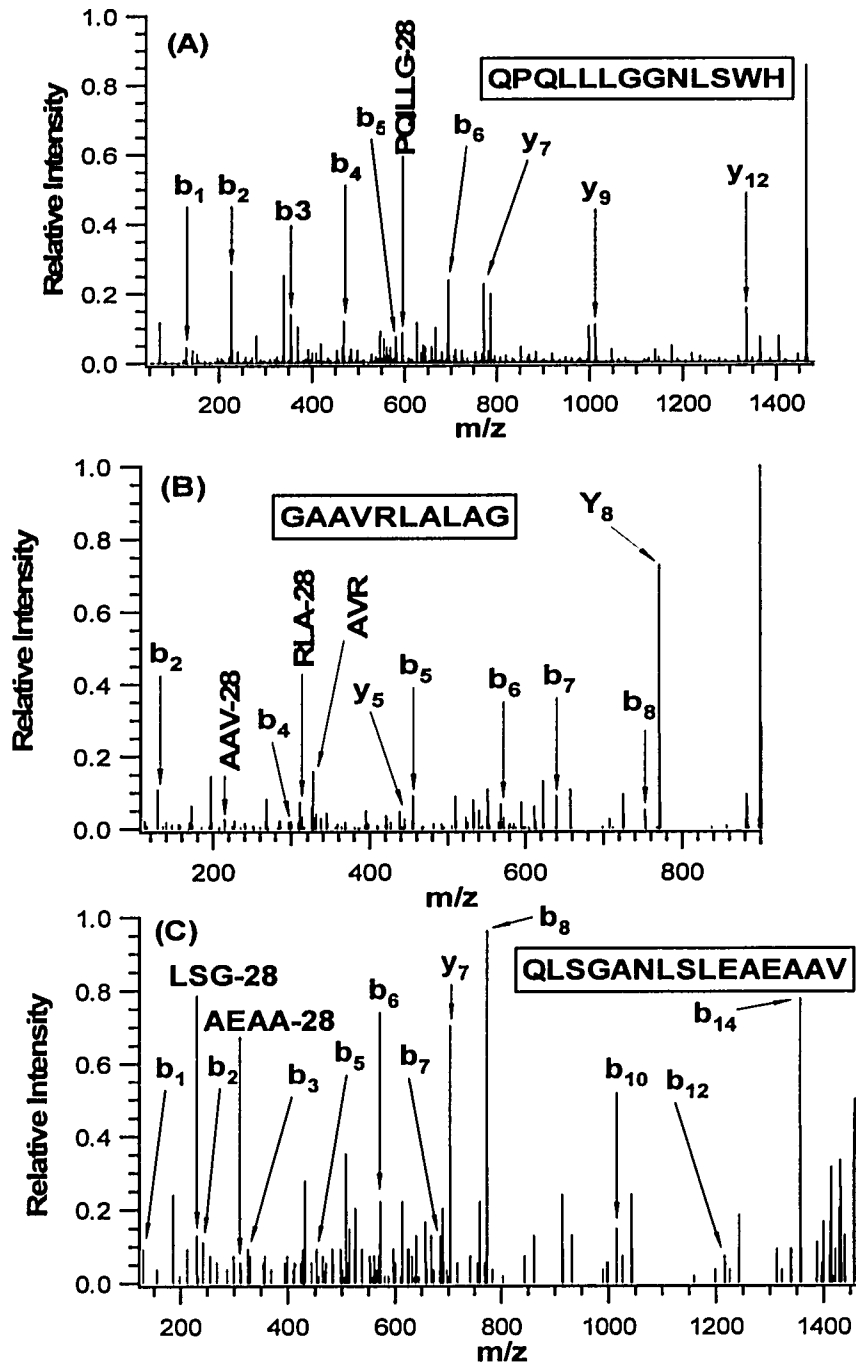 (A)
QPQLLLGGNLSWH
b1 b2 b3 b4 b5 PQILLG-28 b6 y7 y9 y12
Relative Intensity
1.0
0.8
0.6
0.4
0.2
0.0
200 400 600 800 1000 1200 1400
m/z
(B)
GAAVRLALAG
b2 AAV-28 b4 RLA-28 AVR y5 b5 b6 b7 b8 Y8
Relative Intensity
1.0
0.8
0.6
0.4
0.2
0.0
200 400 600 800
m/z
(C)
QLSGANLSLEAEAAV
LSG-28
AEAA-28
b1 b2 b3 b5 b6 b7 y7 b8 b10 b12 b14
Relative Intensity
1.0
0.8
0.6
0.4
0.2
0.0
200 400 600 800 1000 1200 1400
m/z